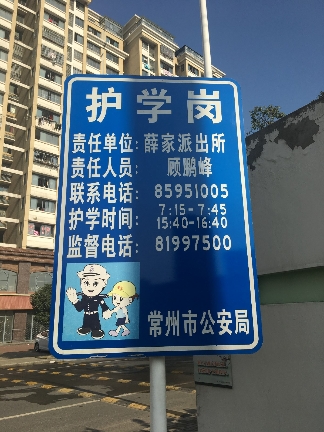 护学岗
责任单位: 薛家派出所
责任人员: 顾鹏峰
联系电话: 85951005
护学时间: 7:15-7:45
15:40-16:40
监督电话: 81997500
常州市公安局